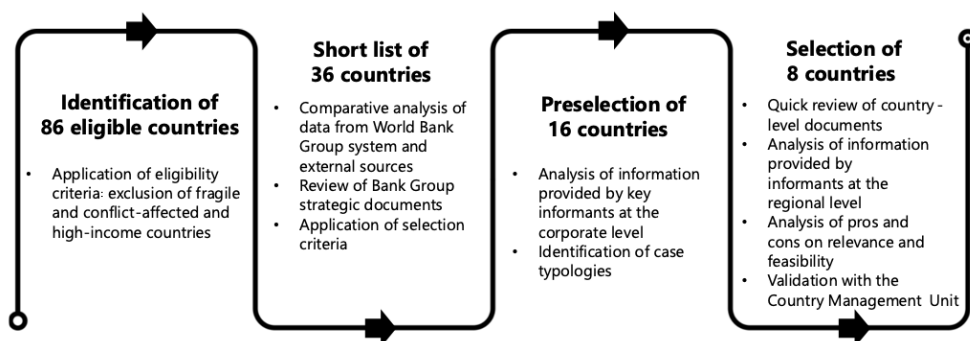 Identification of
86 eligible countries
• Application of eligibility
criteria: exclusion of fragile
and conflict-affected and
high-income countries
Short list of
36 countries
• Comparative analysis of
data from World Bank
Group system and
external sources
• Review of Bank Group
strategic documents
• Application of selection
criteria
Preselection of
16 countries
• Analysis of information
provided by key
informants at the
corporate level
• Identification of case
typologies
Selection of
8 countries
• Quick review of country-
level documents
• Analysis of information
provided by
informants at the
regional level
• Analysis of pros and
cons on relevance and
feasibility
• Validation with the
Country Management Unit